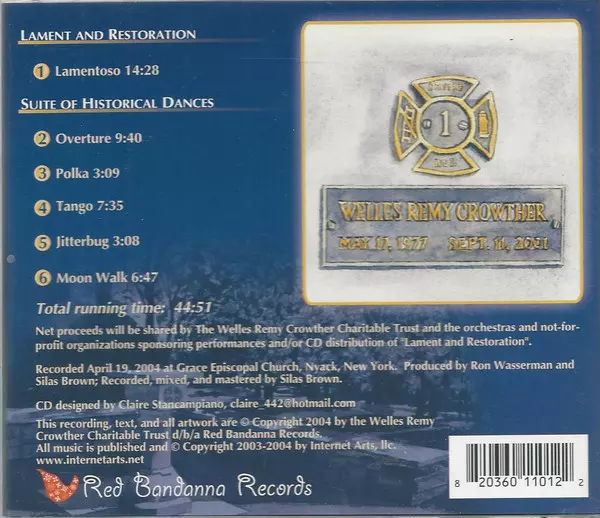 LAMENT AND RESTORATION
1 Lamentoso 14:28
SUITE OF HISTORICAL DANCES
2 Overture 9:40
3 Polka 3:09
4 Tango 7:35
5 Jitterbug 3:08
6 Moon Walk 6:47
Total running time: 44:51
1
WELLES REMY CROWTHER
MAY 17, 1977 SEPT. 11, 2001
Net proceeds will be shared by The Welles Remy Crowther Charitable Trust and the orchestras and not-for-
profit organizations sponsoring performances and/or CD distribution of "Lament and Restoration".
Recorded April 19, 2004 at Grace Episcopal Church, Nyack, New York. Produced by Ron Wasserman and
Silas Brown; Recorded, mixed, and mastered by Silas Brown.
CD designed by Claire Stancampiano, claire_442@hotmail.com
This recording, text, and all artwork are © Copyright 2004 by the Welles Remy
Crowther Charitable Trust d/b/a Red Bandanna Records.
All music is published and © Copyright 2003-2004 by Internet Arts, llc.
www.internetarts.net
Red Bandanna Records
8 20360 11012 2